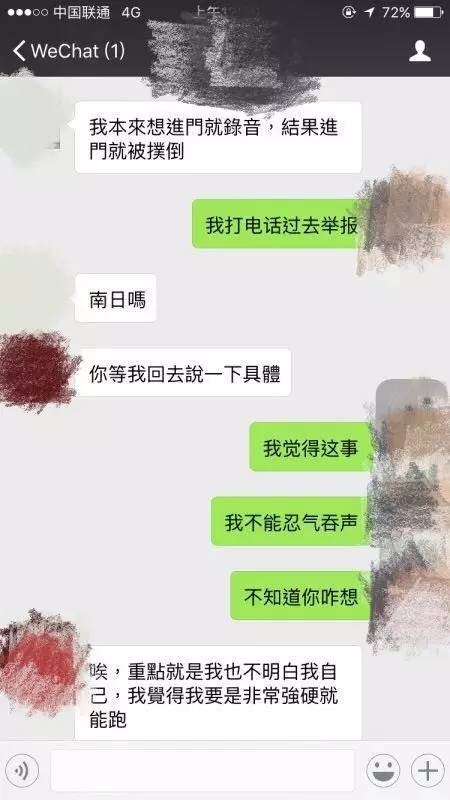 中国联通 4G
72%
WeChat (1)
我本來想進門就錄音，結果進
門就被撲倒
我打电话过去举报
南日嗎
你等我回去說一下具體
我觉得这事
我不能忍气吞声
不知道你咋想
唉，重點就是我也不明白我自
己，我覺得我要是非常強硬就
能跑